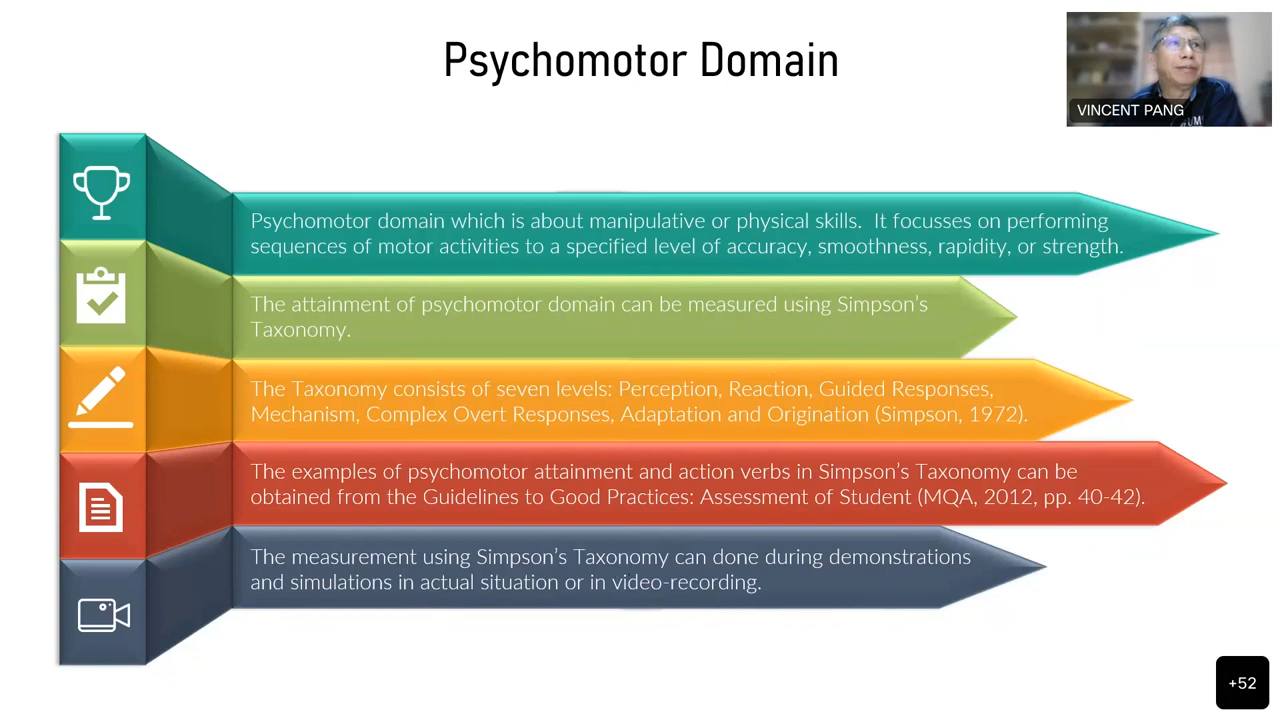 Psychomotor Domain
VINCENT PANG
UM
Psychomotor domain which is about manipulative or physical skills.  It focusses on performing
sequences of motor activities to a specified level of accuracy, smoothness, rapidity, or strength.
The attainment of psychomotor domain can be measured using Simpson's
Taxonomy.
The Taxonomy consists of seven levels: Perception, Reaction, Guided Responses,
Mechanism, Complex Overt Responses, Adaptation and Origination (Simpson, 1972).
The examples of psychomotor attainment and action verbs in Simpson's Taxonomy can be
obtained from the Guidelines to Good Practices: Assessment of Student (MQA, 2012, pp. 40-42).
The measurement using Simpson's Taxonomy can done during demonstrations
and simulations in actual situation or in video-recording.
+52